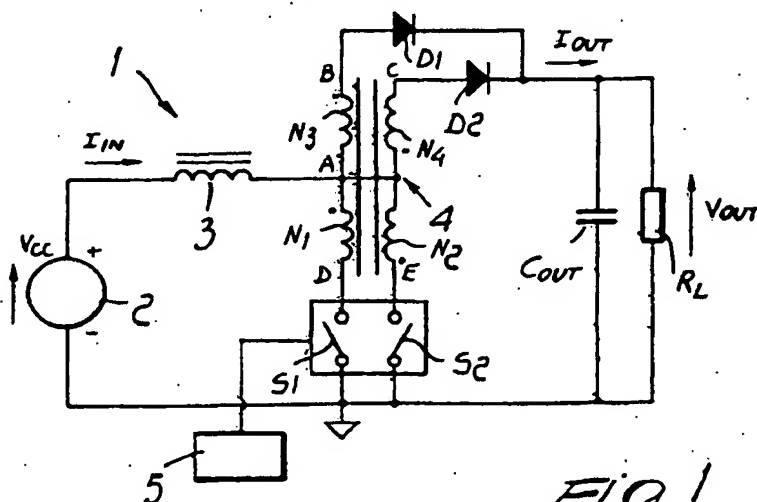 D1
IOUT
1
B
C
D2
N3
N4
IIN
A
4
3
VCC
+
N1
N2
COUT
VOUT
RL
2
D
E
-
S1
S2
5
Fig.1